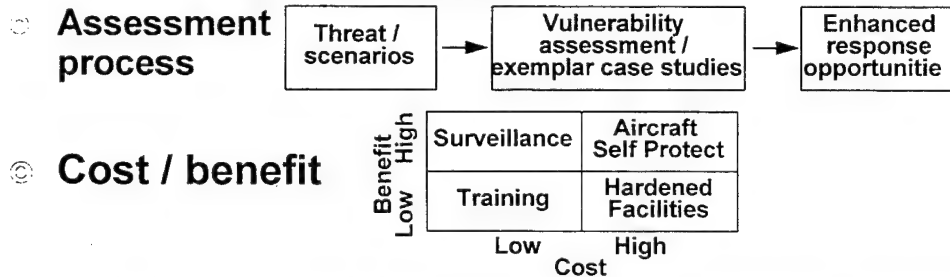 Assessment
process
Threat /
scenarios
Vulnerability
assessment /
exemplar case studies
Enhanced
response
opportunitie
Cost / benefit
Benefit
High
Low
Surveillance
Aircraft
Self Protect
Training
Hardened
Facilities
Low High
Cost